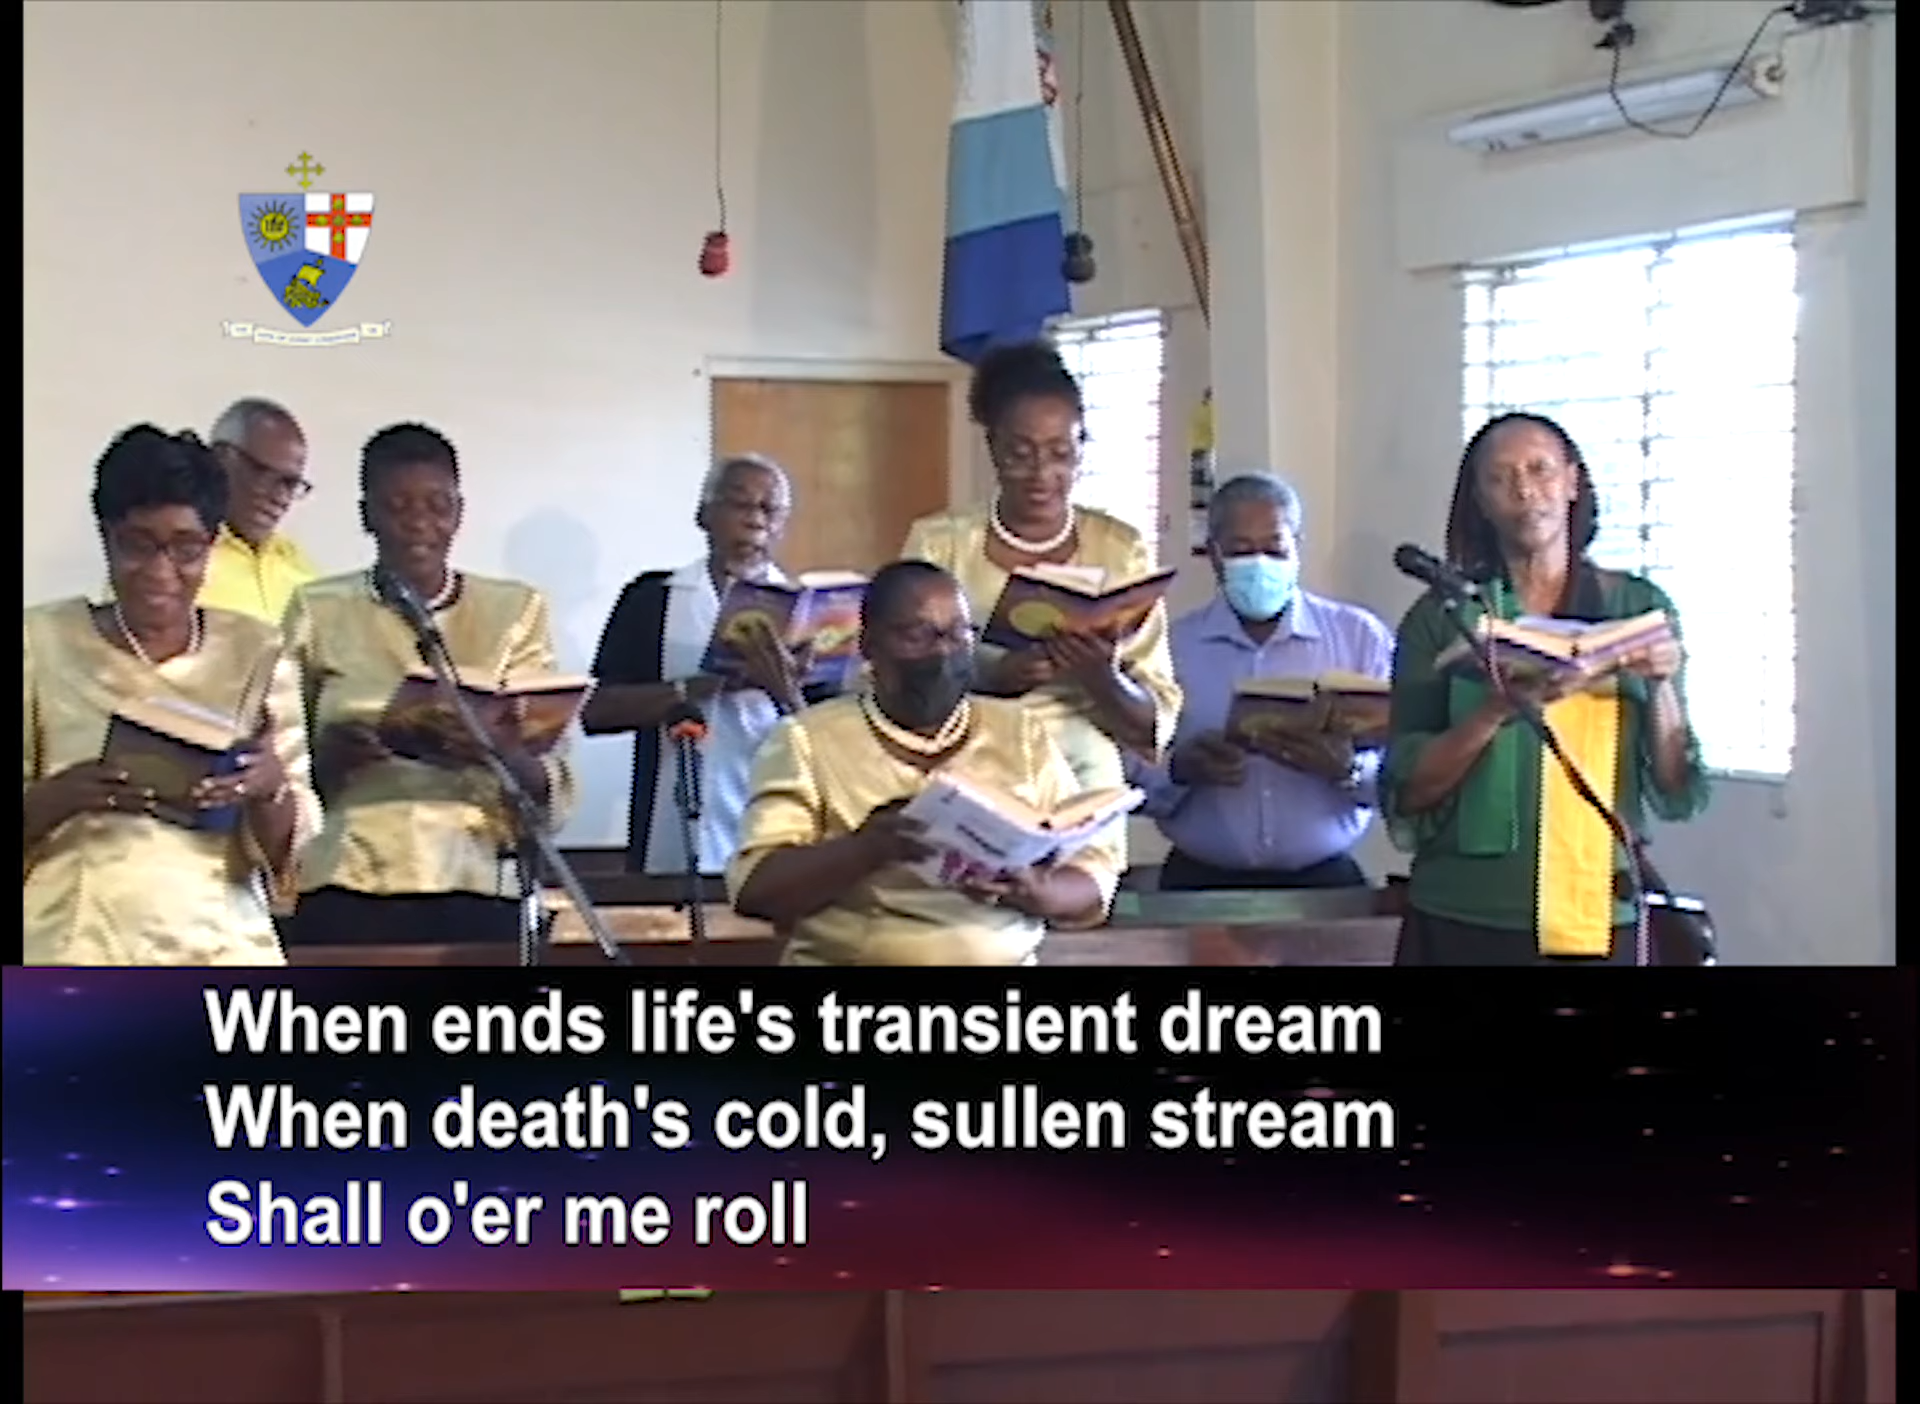 When ends life's transient dream
When death's cold, sullen stream
Shall o'er me roll